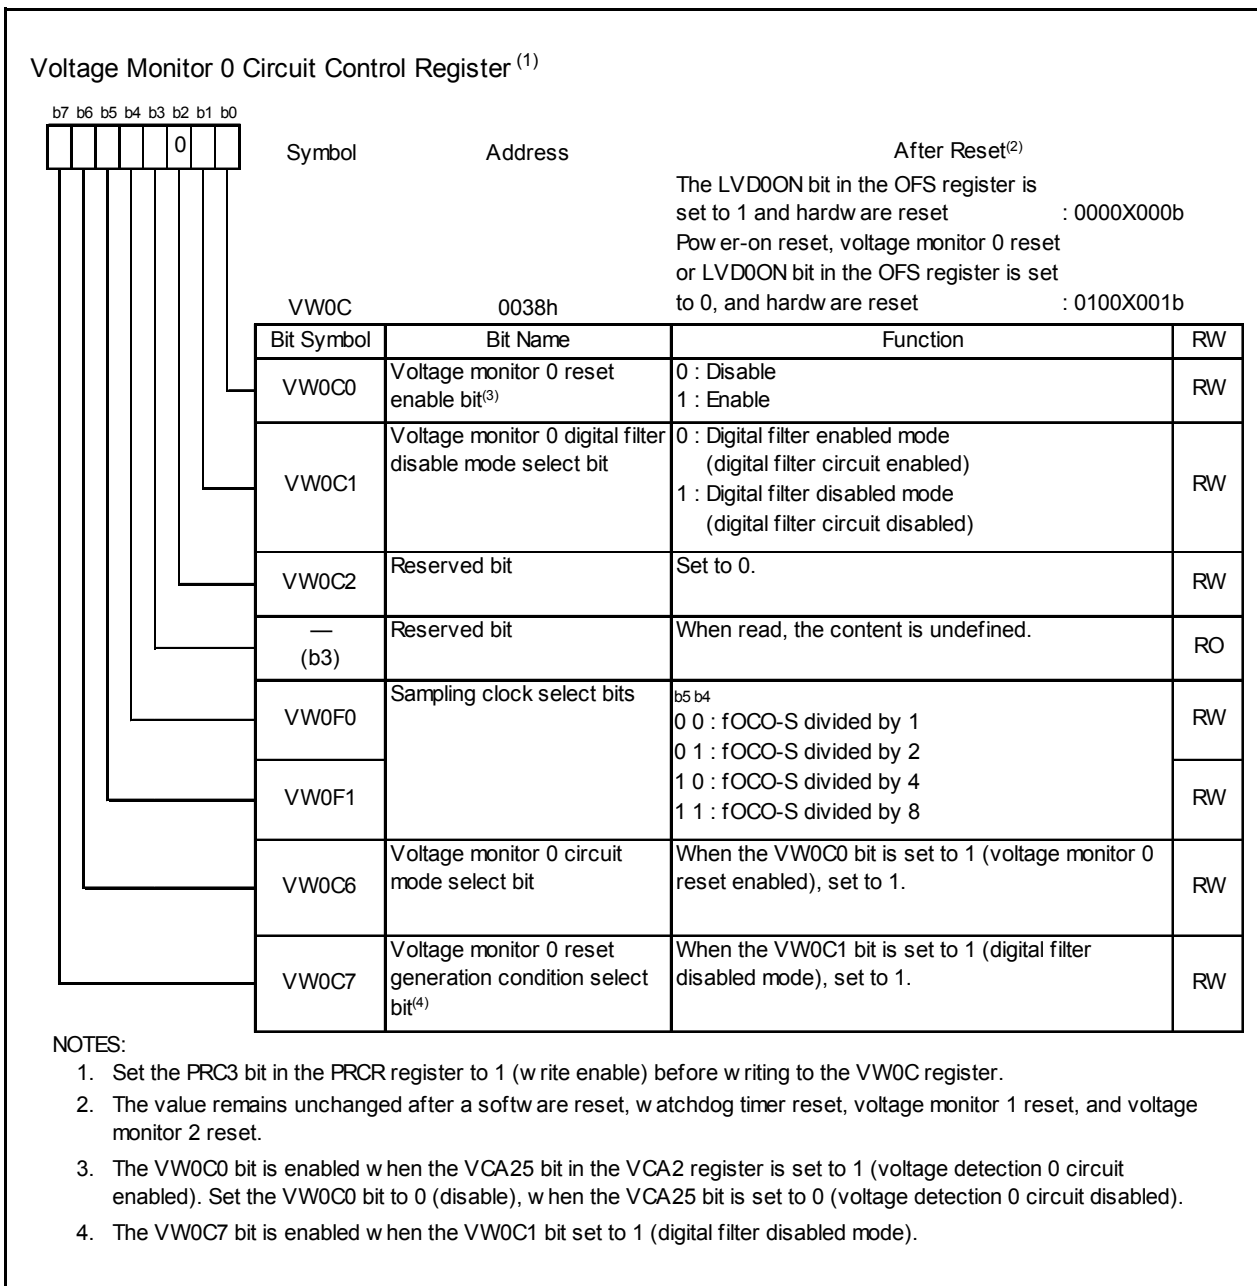 Voltage Monitor 0 Circuit Control Register (1)
b7 b6 b5 b4 b3 b2 b1 b0
0
Symbol Address After Reset(2)
The LVD0ON bit in the OFS register is
set to 1 and hardware reset : 0000X000b
Power-on reset, voltage monitor 0 reset
or LVD0ON bit in the OFS register is set
VW0C 0038h to 0, and hardware reset : 0100X001b
Bit Symbol Bit Name Function RW
VW0C0 Voltage monitor 0 reset
enable bit(3)
0 : Disable
1 : Enable
RW
VW0C1 Voltage monitor 0 digital filter
disable mode select bit
0 : Digital filter enabled mode
(digital filter circuit enabled)
1 : Digital filter disabled mode
(digital filter circuit disabled)
RW
VW0C2 Reserved bit Set to 0. RW
—
(b3)
Reserved bit When read, the content is undefined. RO
VW0F0 Sampling clock select bits
b5 b4
0 0 : fOCO-S divided by 1
0 1 : fOCO-S divided by 2
RW
VW0F1
1 0 : fOCO-S divided by 4
1 1 : fOCO-S divided by 8
RW
VW0C6 Voltage monitor 0 circuit
mode select bit
When the VW0C0 bit is set to 1 (voltage monitor 0
reset enabled), set to 1.
RW
VW0C7 Voltage monitor 0 reset
generation condition select
bit(4)
When the VW0C1 bit is set to 1 (digital filter
disabled mode), set to 1.
RW
NOTES:
1. Set the PRC3 bit in the PRCR register to 1 (write enable) before writing to the VW0C register.
2. The value remains unchanged after a software reset, watchdog timer reset, voltage monitor 1 reset, and voltage
monitor 2 reset.
3. The VW0C0 bit is enabled when the VCA25 bit in the VCA2 register is set to 1 (voltage detection 0 circuit
enabled). Set the VW0C0 bit to 0 (disable), when the VCA25 bit is set to 0 (voltage detection 0 circuit disabled).
4. The VW0C7 bit is enabled when the VW0C1 bit set to 1 (digital filter disabled mode).